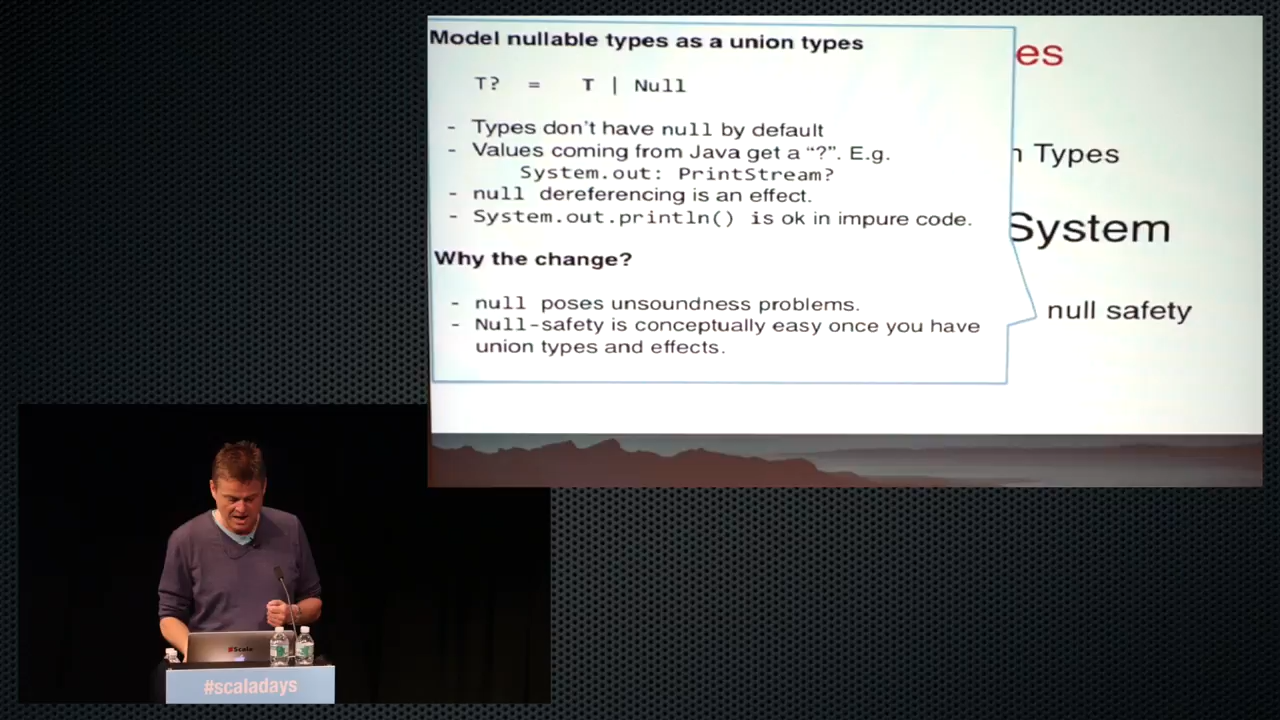 Model nullable types as a union types
T? = T | Null
- Types don't have null by default
- Values coming from Java get a “?”. E.g.
System.out: PrintStream?
- null dereferencing is an effect.
- System.out.println() is ok in impure code.
Why the change?
- null poses unsoundness problems.
- Null-safety is conceptually easy once you have
union types and effects.
es
Types
System
null safety
#Scala
#scaladays